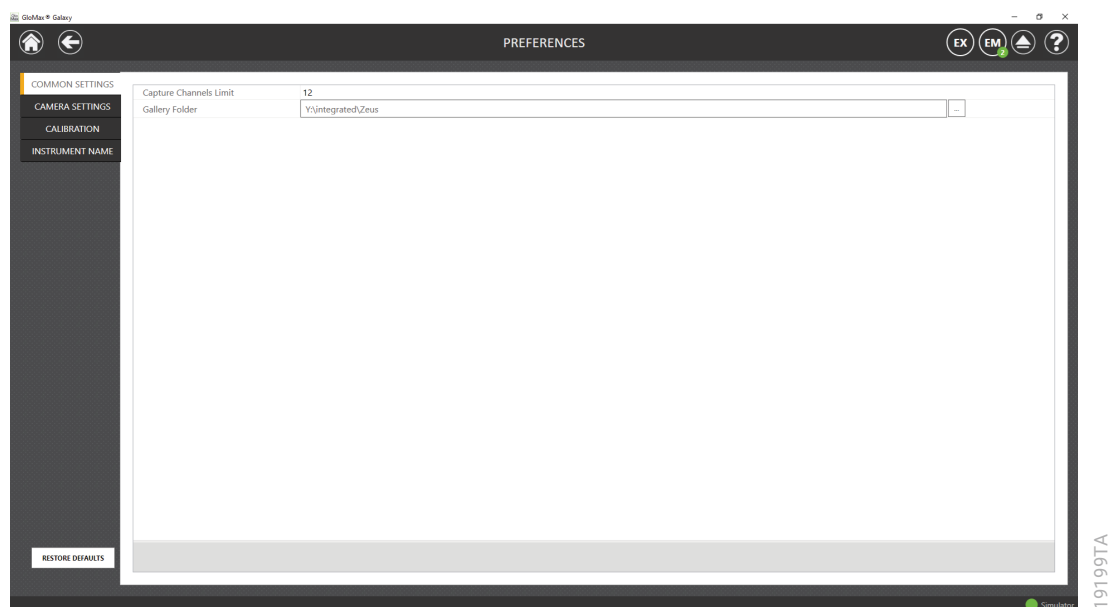 GloMax® Galaxy
PREFERENCES
EX
EM
2
?
COMMON SETTINGS
CAMERA SETTINGS
CALIBRATION
INSTRUMENT NAME
Capture Channels Limit 12
Gallery Folder Y:\integrated\Zeus ...
RESTORE DEFAULTS
Simulator
19199TA